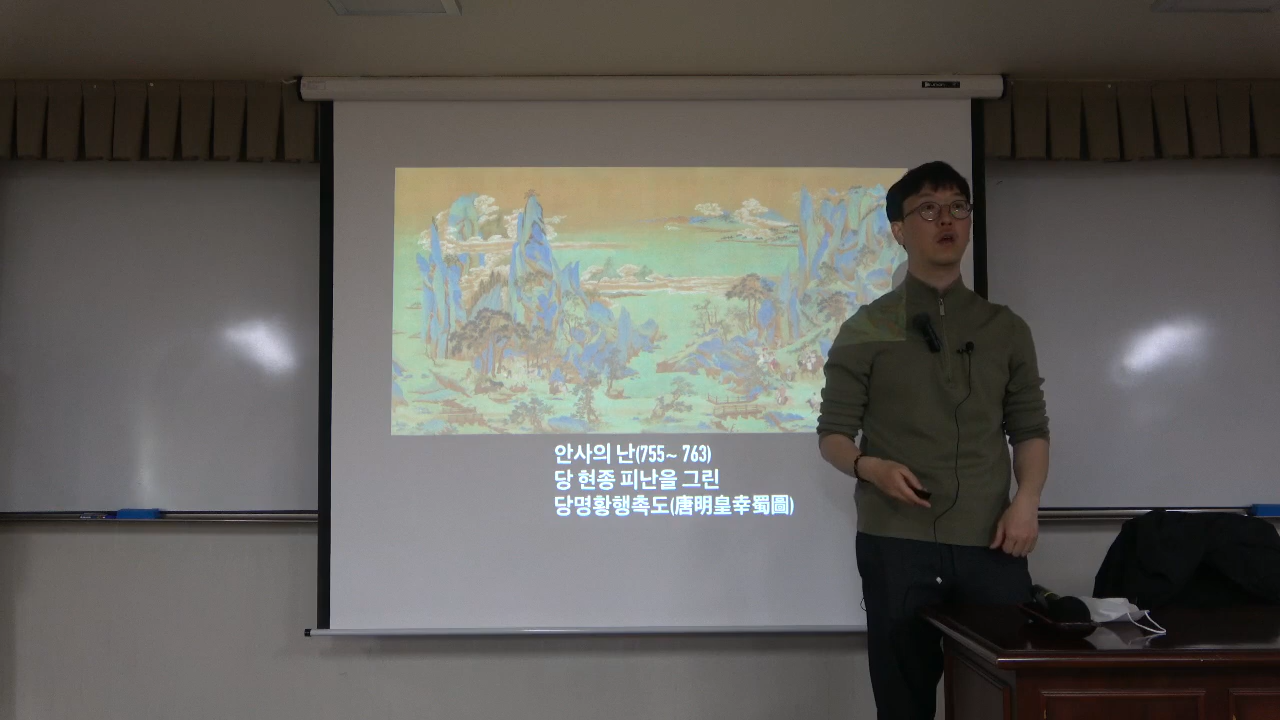 안사의 난(755~ 763)
당 현종 피난을 그린
당명황행촉도(唐明皇幸蜀圖)